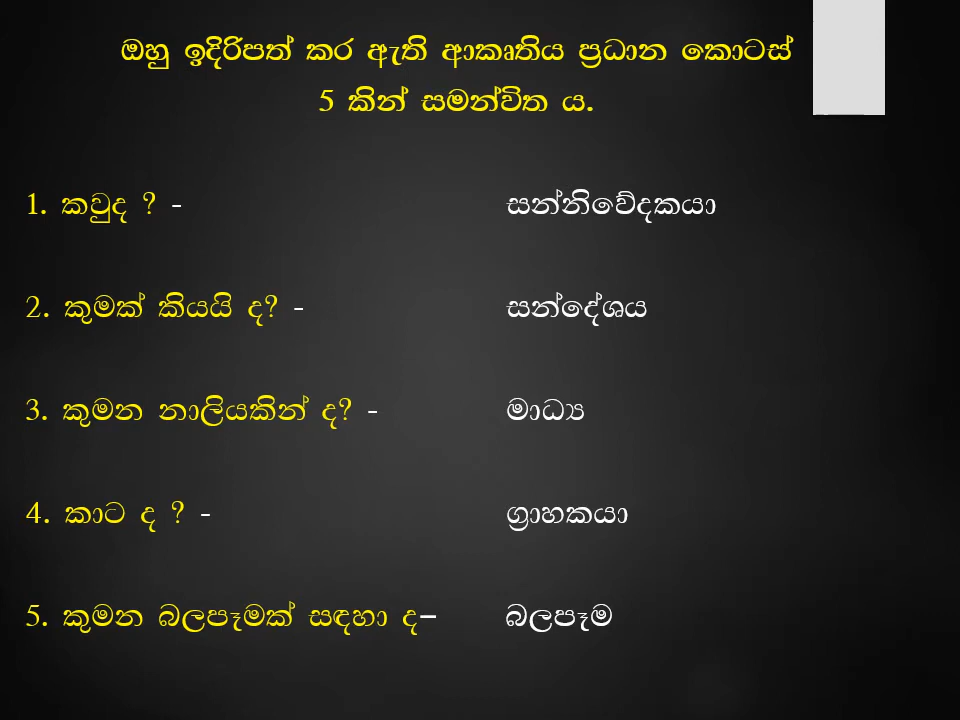 ඔහු ඉදිරිපත් කර ඇති ආකෘතිය ප්‍රධාන කොටස්
5 කින් සමන්විත ය.
1. කවුද ? - සන්නිවේදකයා
2. කුමක් කියයි ද? - සන්දේශය
3. කුමන නාලියකින් ද? - මාධ්‍ය
4. කාට ද ? - ග්‍රාහකයා
5. කුමන බලපෑමක් සඳහා ද– බලපෑම